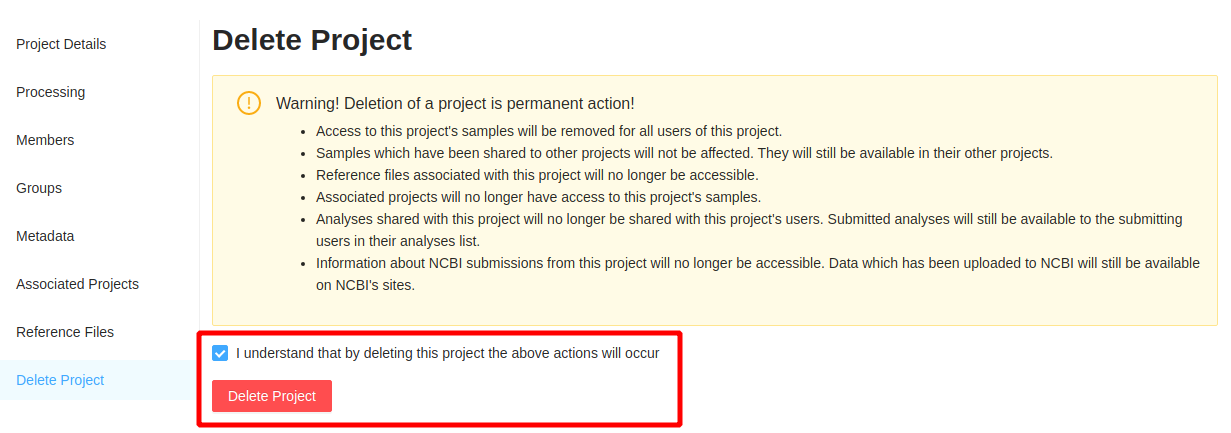 Project Details
Processing
Members
Groups
Metadata
Associated Projects
Reference Files
Delete Project
Delete Project
Warning! Deletion of a project is permanent action!
Access to this project's samples will be removed for all users of this project.
Samples which have been shared to other projects will not be affected. They will still be available in their other projects.
Reference files associated with this project will no longer be accessible.
Associated projects will no longer have access to this project's samples.
Analyses shared with this project will no longer be shared with this project's users. Submitted analyses will still be available to the submitting
users in their analyses list.
Information about NCBI submissions from this project will no longer be accessible. Data which has been uploaded to NCBI will still be available
on NCBI's sites.
I understand that by deleting this project the above actions will occur
Delete Project